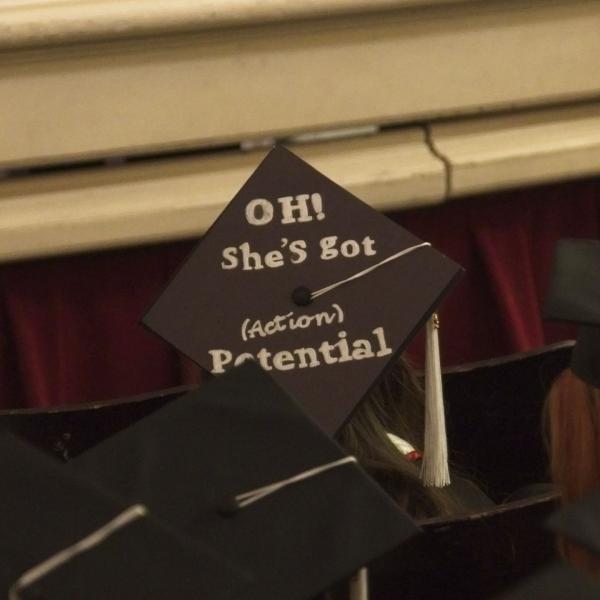 OH!
She'S got
(Action)
Potential